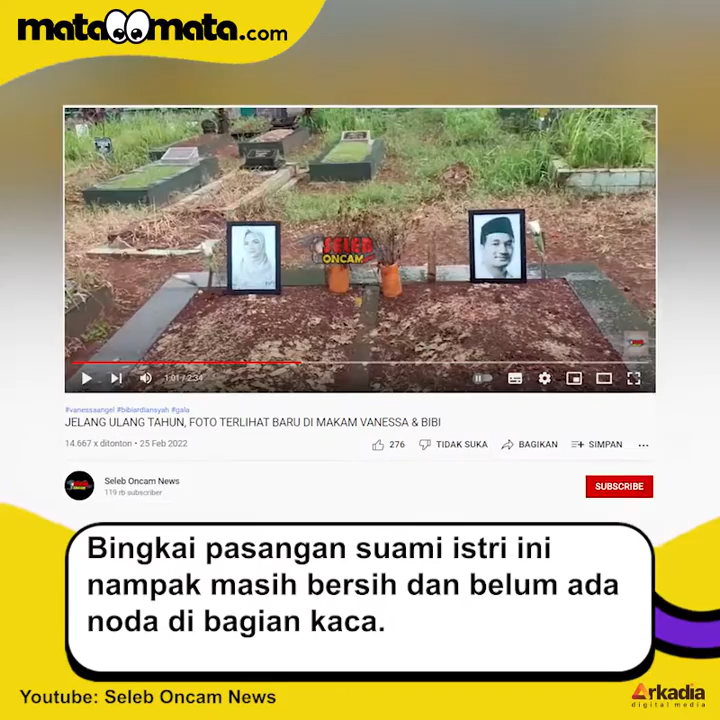 mata mata.com
SELEB
ONCAM
1:01 / 2:34
#vanessaangel #bibiardiansyah #gala
JELANG ULANG TAHUN, FOTO TERLIHAT BARU DI MAKAM VANESSA & BIBI
14.667 x ditonton • 25 Feb 2022
276 TIDAK SUKA BAGIKAN SIMPAN ...
Seleb Oncam News
119 rb subscriber
SUBSCRIBE
Bingkai pasangan suami istri ini
nampak masih bersih dan belum ada
noda di bagian kaca.
Youtube: Seleb Oncam News
Arkadia
digital media